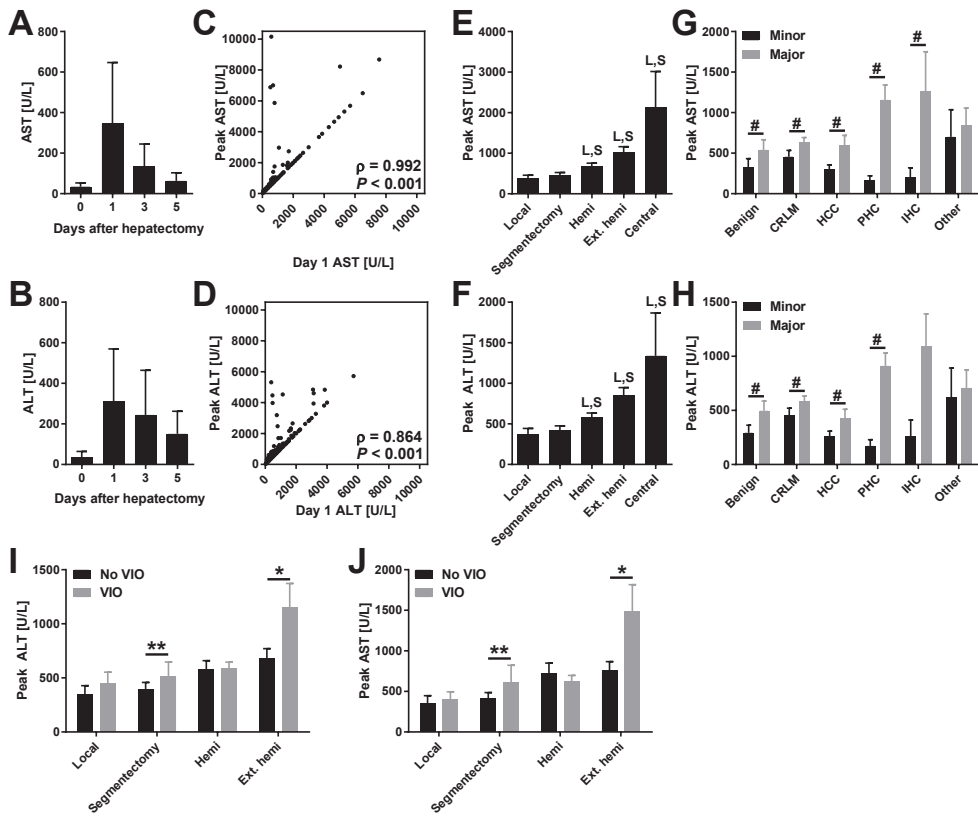 A
AST [U/L]
800
600
400
200
0
0 1 3 5
Days after hepatectomy
C
Peak AST [U/L]
10000
8000
6000
4000
2000
0
ρ = 0.992
P < 0.001
0 2000 4000 6000 8000 10000
Day 1 AST [U/L]
E
Peak AST [U/L]
4000
3000
2000
1000
0
L,S L,S L,S
Local Segmentectomy Hemi Ext. hemi Central
G
Minor
Major
Peak AST [U/L]
2000
1500
1000
500
0
# # # # #
Benign CRLM HCC PHC IHC Other
B
ALT [U/L]
800
600
400
200
0
0 1 3 5
Days after hepatectomy
D
Peak ALT [U/L]
10000
8000
6000
4000
2000
0
ρ = 0.864
P < 0.001
0 2000 4000 6000 8000 10000
Day 1 ALT [U/L]
F
Peak ALT [U/L]
2000
1500
1000
500
0
L,S L,S L,S
Local Segmentectomy Hemi Ext. hemi Central
H
Minor
Major
Peak ALT [U/L]
1500
1000
500
0
# # # #
Benign CRLM HCC PHC IHC Other
I
No VIO
VIO
Peak ALT [U/L]
1500
1000
500
0
** *
Local Segmentectomy Hemi Ext. hemi
J
No VIO
VIO
Peak AST [U/L]
2000
1500
1000
500
0
** *
Local Segmentectomy Hemi Ext. hemi